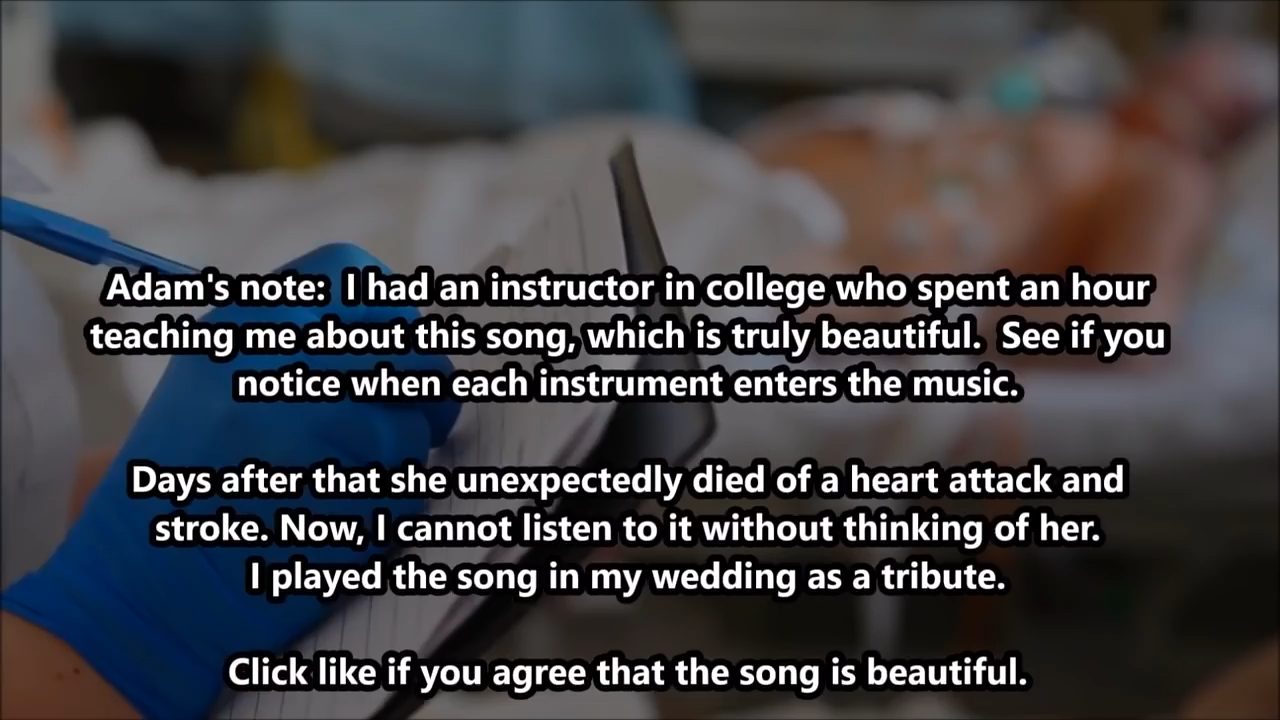 Adam's note:  I had an instructor in college who spent an hour
teaching me about this song, which is truly beautiful.  See if you
notice when each instrument enters the music.
Days after that she unexpectedly died of a heart attack and
stroke. Now, I cannot listen to it without thinking of her.
I played the song in my wedding as a tribute.
Click like if you agree that the song is beautiful.